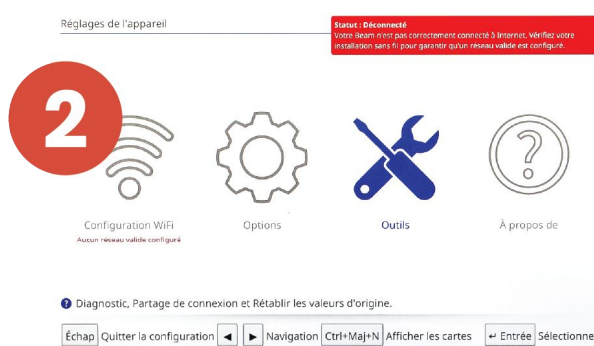 Réglages de l'appareil
Statut : Déconnecté
Votre Beam n'est pas correctement connecté à Internet. Vérifiez votre
installation sans fil pour garantir qu'un réseau valide est configuré.
2
?
Configuration WiFi
Options
Outils
À propos de
Aucun réseau valide configuré
? Diagnostic, Partage de connexion et Rétablir les valeurs d'origine.
Échap Quitter la configuration ◄ ► Navigation Ctrl+Maj+N Afficher les cartes ↵ Entrée Sélectionne